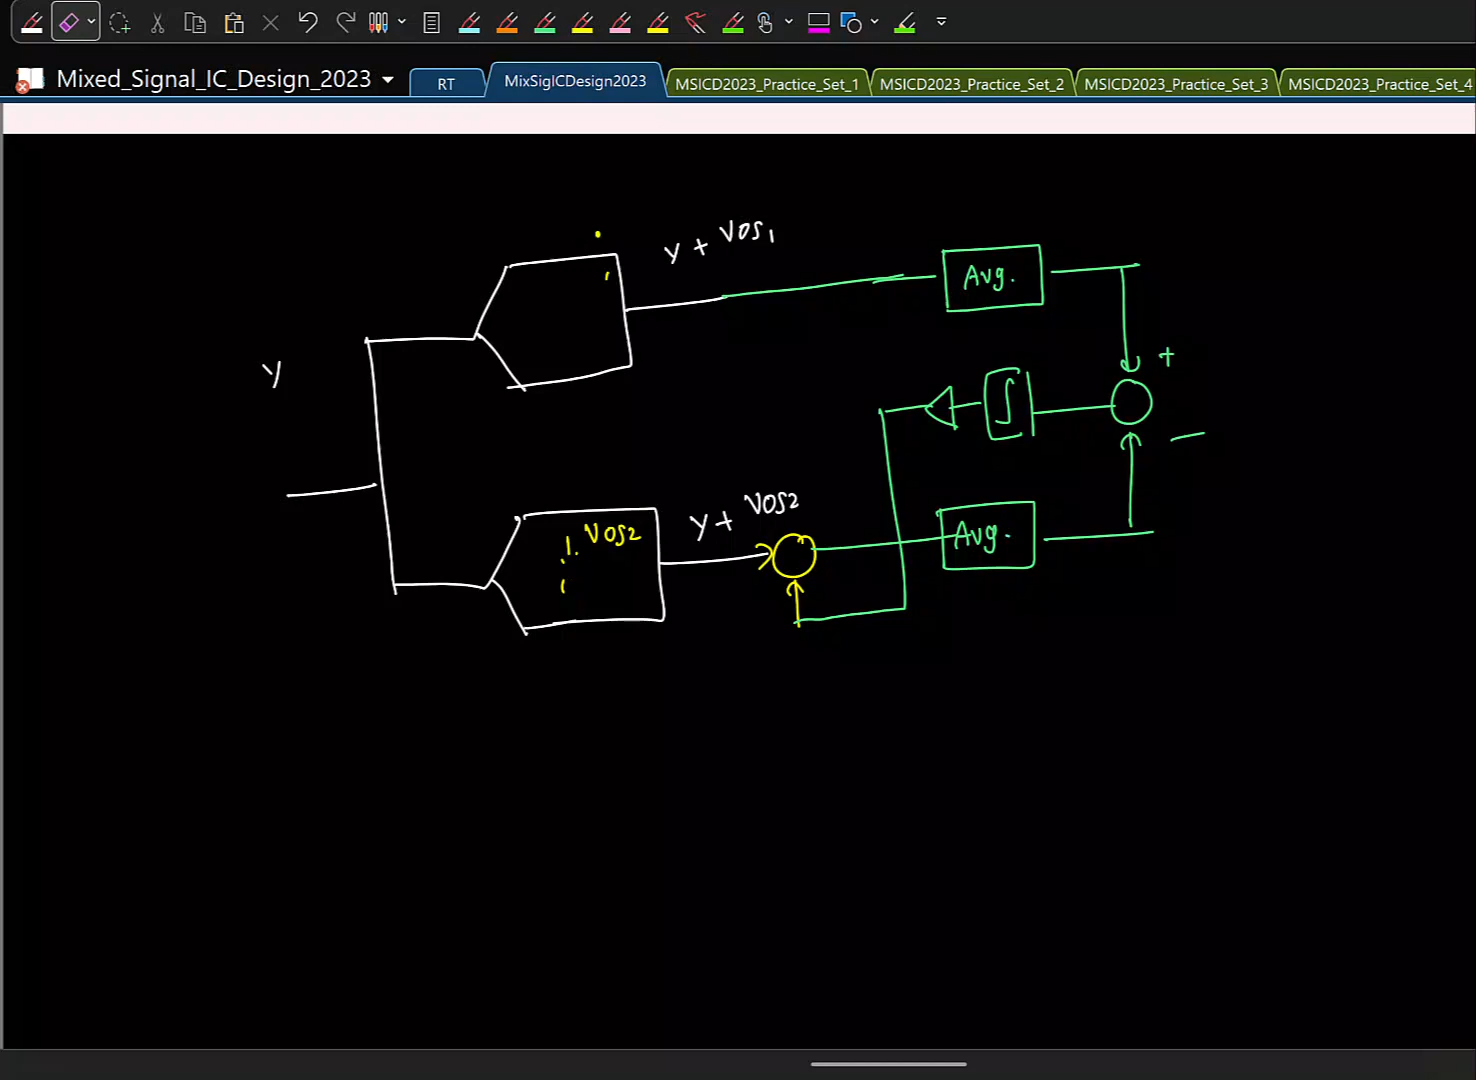 Mixed_Signal_IC_Design_2023
RT
MixSigICDesign2023
MSICD2023_Practice_Set_1
MSICD2023_Practice_Set_2
MSICD2023_Practice_Set_3
MSICD2023_Practice_Set_4
y + VOS1
Avg.
y
+
∫
−
VOS2
y + VOS2
Avg.